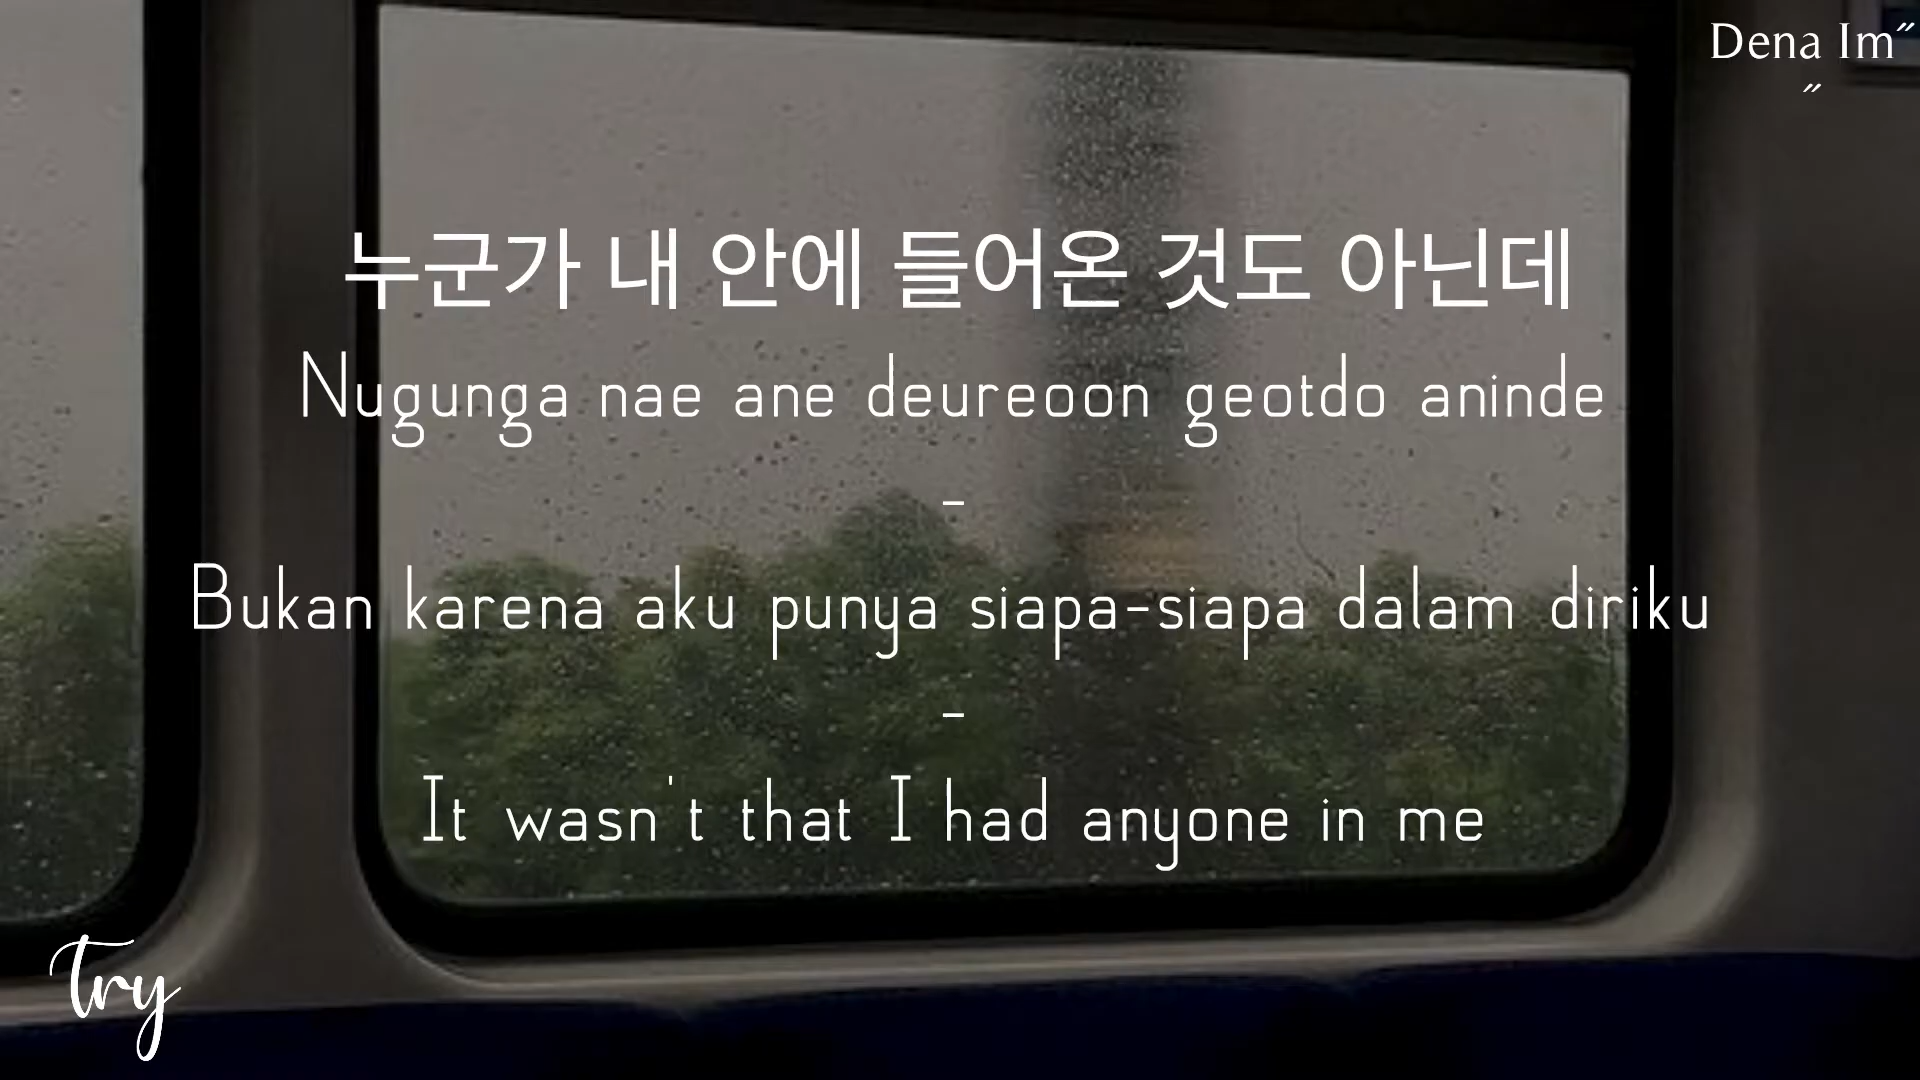 Dena Im˝
˝
누군가 내 안에 들어온 것도 아닌데
Nugunga nae ane deureoon geotdo aninde
-
Bukan karena aku punya siapa-siapa dalam diriku
-
It wasn't that I had anyone in me
try